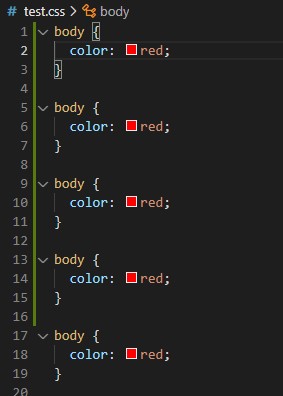 # test.css > body
1 body {
2 color: red;
3 }
4
5 body {
6 color: red;
7 }
8
9 body {
10 color: red;
11 }
12
13 body {
14 color: red;
15 }
16
17 body {
18 color: red;
19 }
20